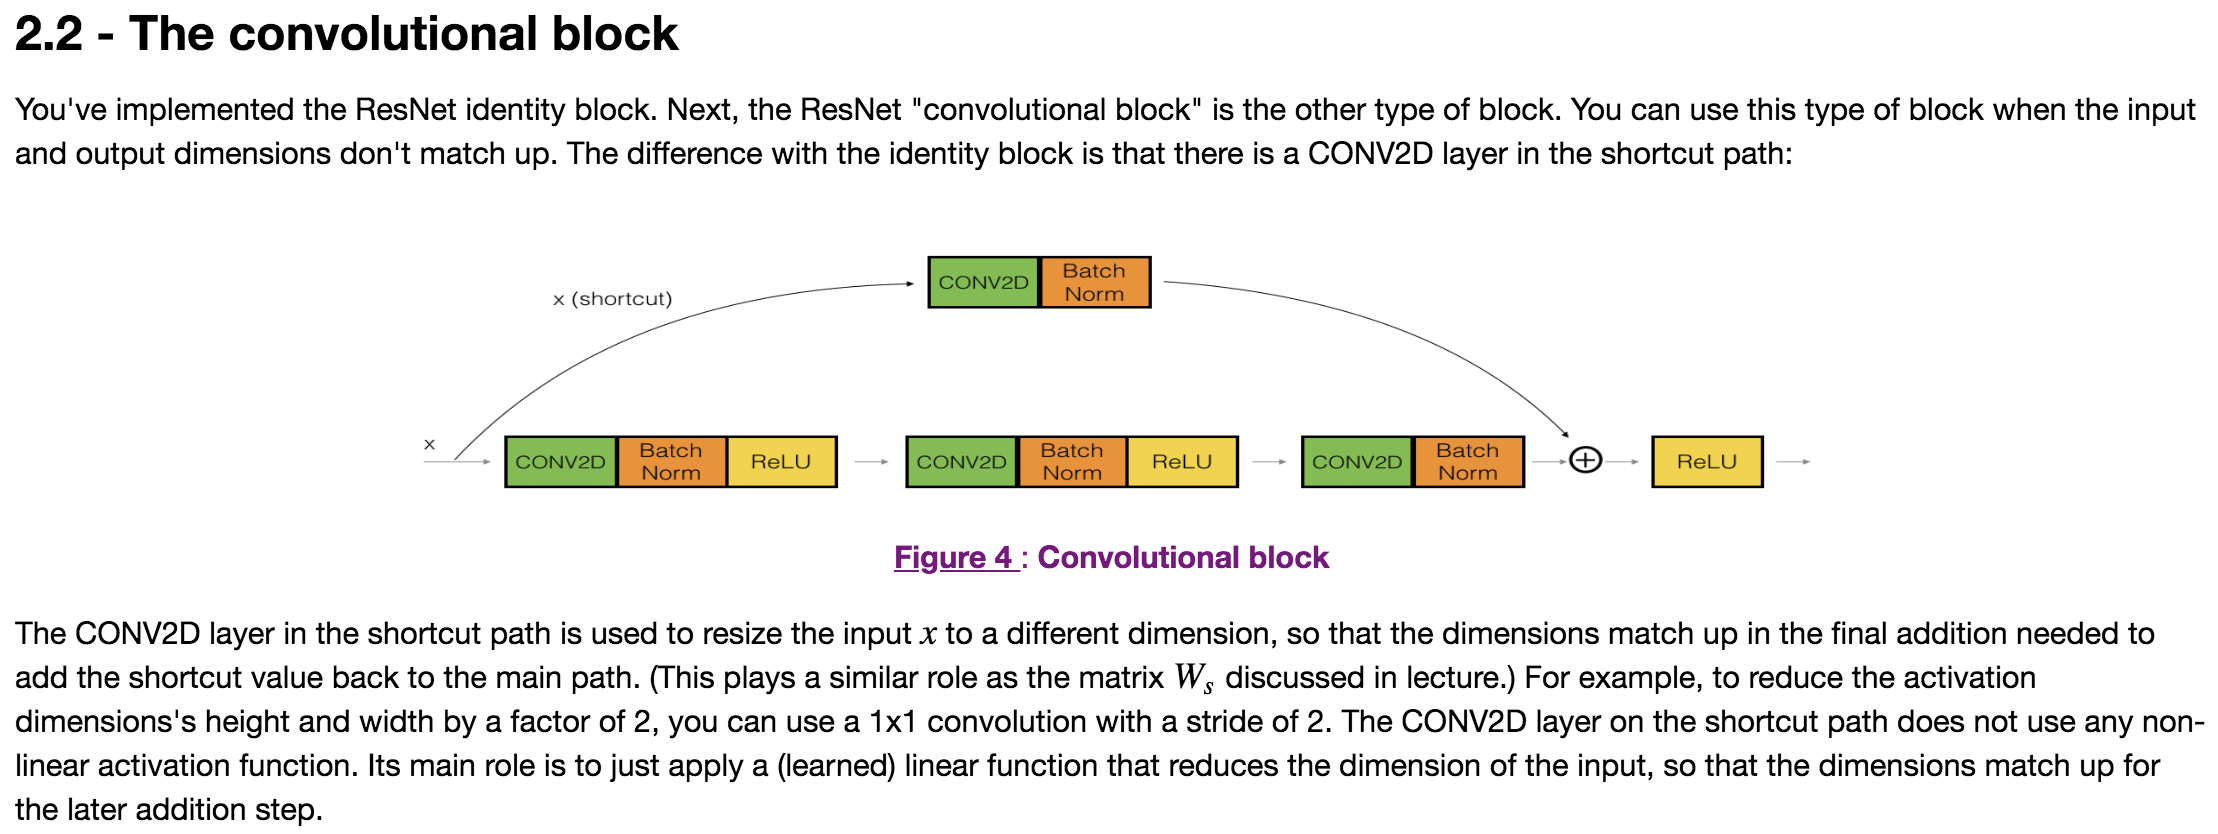 2.2 - The convolutional block
You've implemented the ResNet identity block. Next, the ResNet "convolutional block" is the other type of block. You can use this type of block when the input
and output dimensions don't match up. The difference with the identity block is that there is a CONV2D layer in the shortcut path:
CONV2D Batch Norm
x (shortcut)
x
CONV2D Batch Norm ReLU CONV2D Batch Norm ReLU CONV2D Batch Norm + ReLU
Figure 4 : Convolutional block
The CONV2D layer in the shortcut path is used to resize the input x to a different dimension, so that the dimensions match up in the final addition needed to
add the shortcut value back to the main path. (This plays a similar role as the matrix Wₛ discussed in lecture.) For example, to reduce the activation
dimensions's height and width by a factor of 2, you can use a 1x1 convolution with a stride of 2. The CONV2D layer on the shortcut path does not use any non-
linear activation function. Its main role is to just apply a (learned) linear function that reduces the dimension of the input, so that the dimensions match up for
the later addition step.